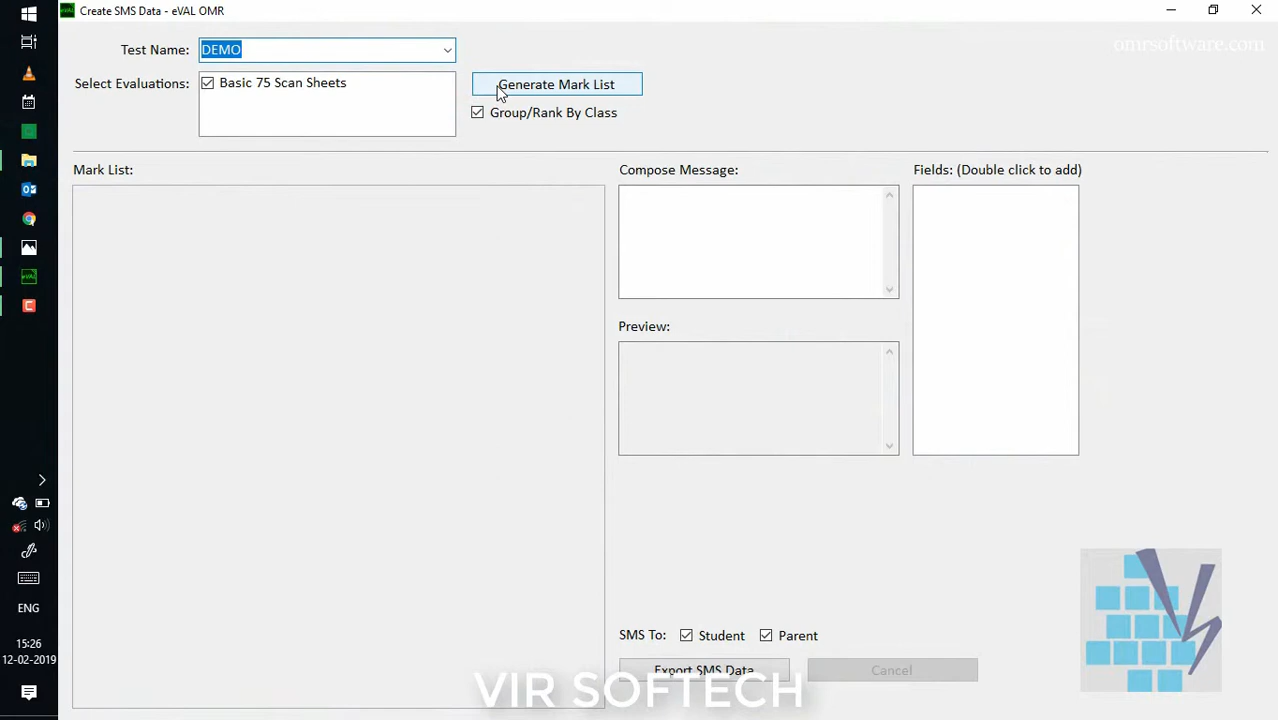 Create SMS Data - eVAL OMR
omrsoftware.com
Test Name:
DEMO
Select Evaluations:
Basic 75 Scan Sheets
Generate Mark List
Group/Rank By Class
Mark List:
Compose Message:
Fields: (Double click to add)
Preview:
SMS To:
Student
Parent
Export SMS Data
Cancel
VIR SOFTECH
ENG
15:26
12-02-2019